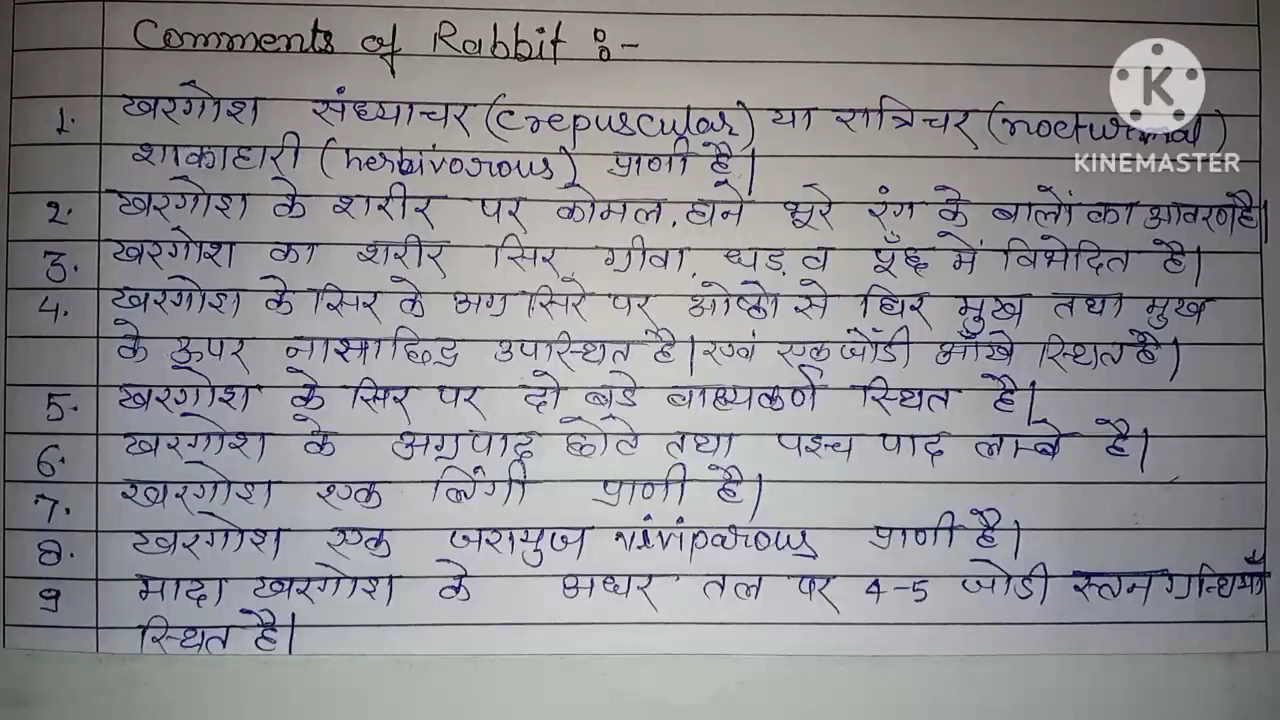 Comments of Rabbit :-
1. खरगोश संध्याचर (crepuscular) या रात्रिचर (nocturnal)
शाकाहारी (herbivorous) प्राणी है।
2. खरगोश के शरीर पर कोमल, घने भूरे रंग के बालों का आवरण है।
3. खरगोश का शरीर सिर, ग्रीवा, धड़ व पूँछ में विभेदित है।
4. खरगोश के सिर के अग्र सिरे पर ओष्ठो से घिर मुख तथा मुख
के ऊपर नासाछिद्र उपस्थित है। एवं एक जोंडी आँखे स्थित है।
5. खरगोश के सिर पर दो बडे बाह्यकर्ण स्थित है।
6. खरगोश के अग्रपाद छोटे तथा पश्च पाद लम्बे है।
7. खरगोश एक लिंगी प्राणी है।
8. खरगोश एक जरायुज viviparous प्राणी है।
9 मादा खरगोश के अधर तल पर 4-5 जोडी स्तन ग्रन्थियाँ
स्थित है।
K
KINEMASTER